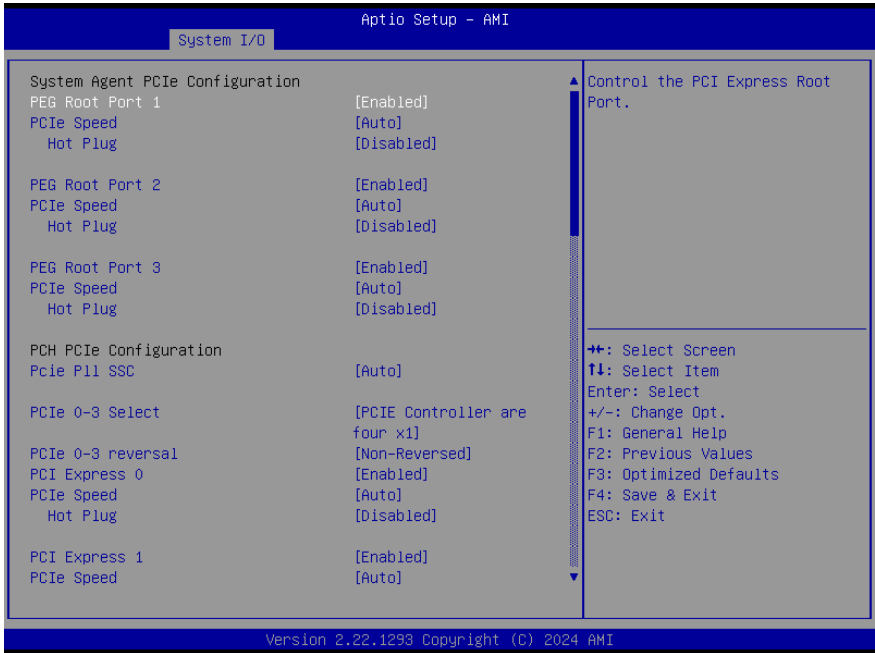 Aptio Setup – AMI
System I/O
System Agent PCIe Configuration
PEG Root Port 1 [Enabled]
PCIe Speed [Auto]
Hot Plug [Disabled]
PEG Root Port 2 [Enabled]
PCIe Speed [Auto]
Hot Plug [Disabled]
PEG Root Port 3 [Enabled]
PCIe Speed [Auto]
Hot Plug [Disabled]
PCH PCIe Configuration
Pcie Pll SSC [Auto]
PCIe 0-3 Select [PCIE Controller are
four x1]
PCIe 0-3 reversal [Non-Reversed]
PCI Express 0 [Enabled]
PCIe Speed [Auto]
Hot Plug [Disabled]
PCI Express 1 [Enabled]
PCIe Speed [Auto]
Control the PCI Express Root
Port.
→←: Select Screen
↑↓: Select Item
Enter: Select
+/-: Change Opt.
F1: General Help
F2: Previous Values
F3: Optimized Defaults
F4: Save & Exit
ESC: Exit
Version 2.22.1293 Copyright (C) 2024 AMI